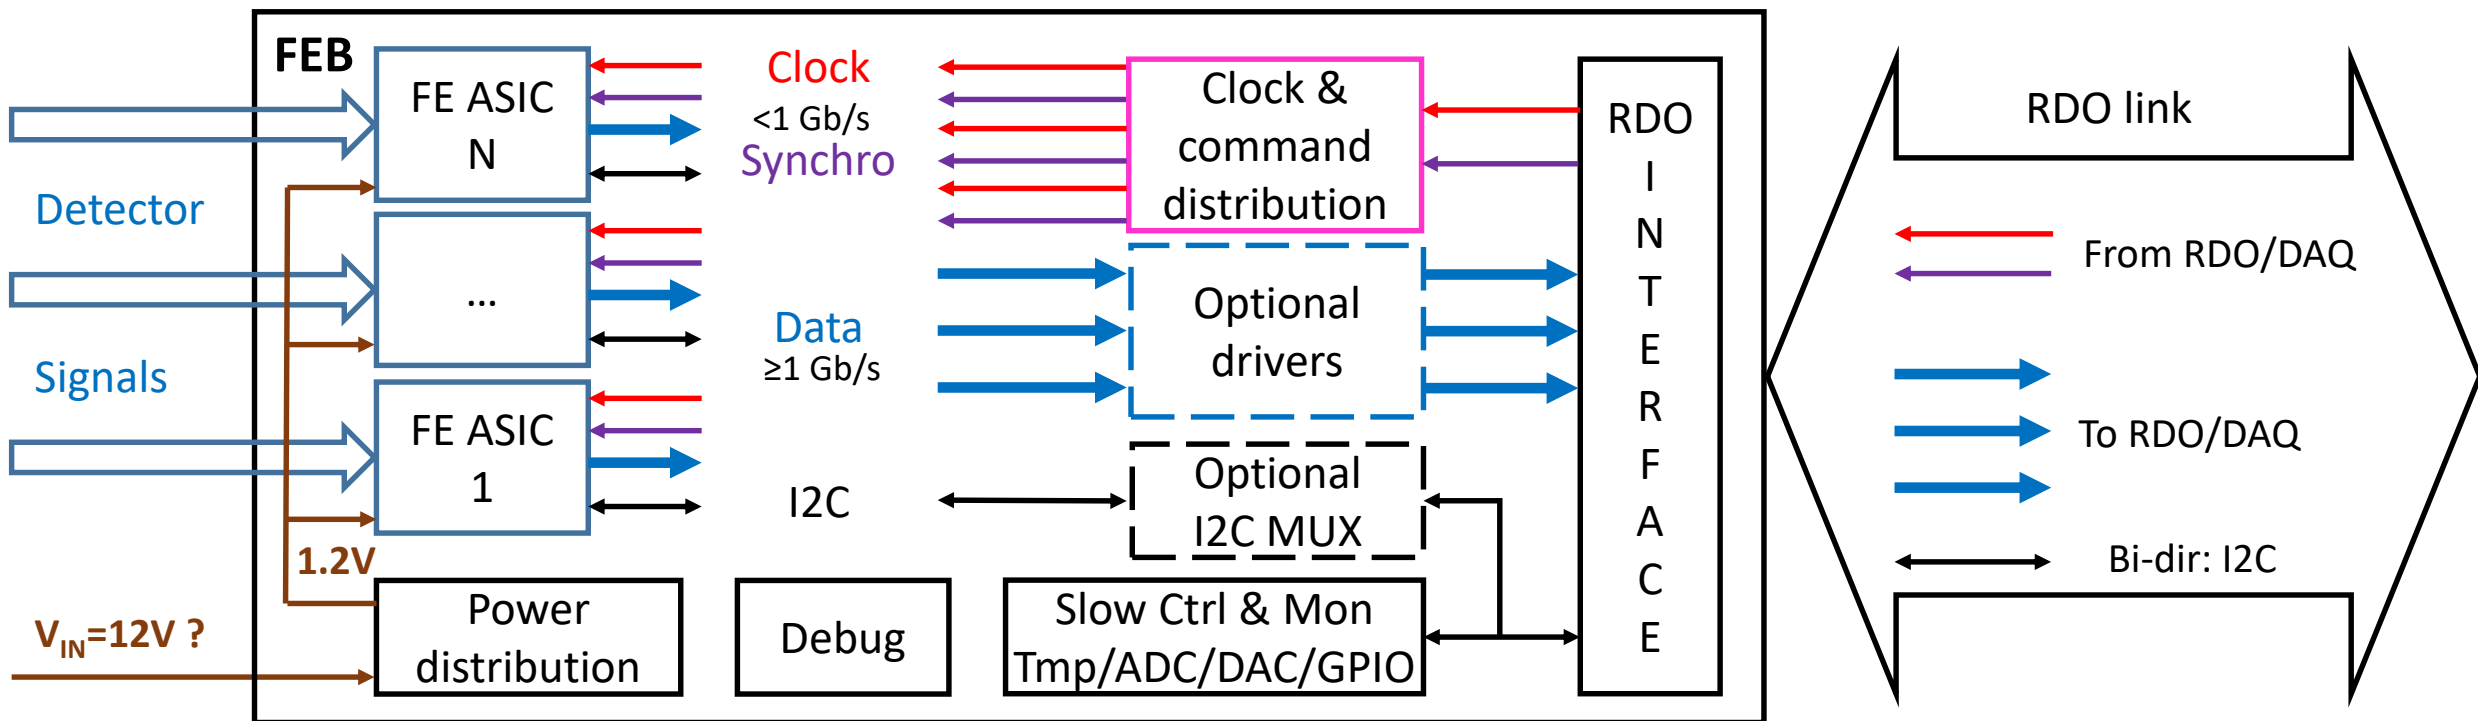 FEB
Detector
Signals
V_IN=12V ?
1.2V
FE ASIC
N
...
FE ASIC
1
Power
distribution
Debug
Clock
<1 Gb/s
Synchro
Data
≥1 Gb/s
I2C
Clock &
command
distribution
Optional
drivers
Optional
I2C MUX
Slow Ctrl & Mon
Tmp/ADC/DAC/GPIO
RDO
I
N
T
E
R
F
A
C
E
RDO link
From RDO/DAQ
To RDO/DAQ
Bi-dir: I2C